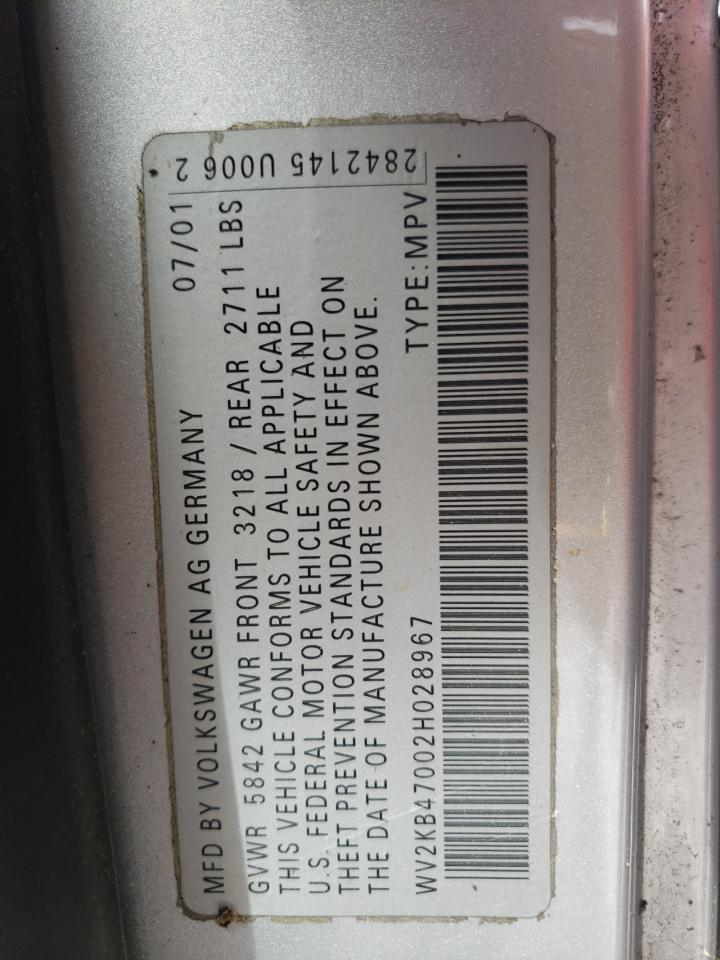 MFD BY VOLKSWAGEN AG GERMANY 07/01
GVWR 5842 GAWR FRONT 3218 / REAR 2711 LBS
THIS VEHICLE CONFORMS TO ALL APPLICABLE
U.S. FEDERAL MOTOR VEHICLE SAFETY AND
THEFT PREVENTION STANDARDS IN EFFECT ON
THE DATE OF MANUFACTURE SHOWN ABOVE.
WV2KB47002H028967 TYPE:MPV
2842145 U006 2